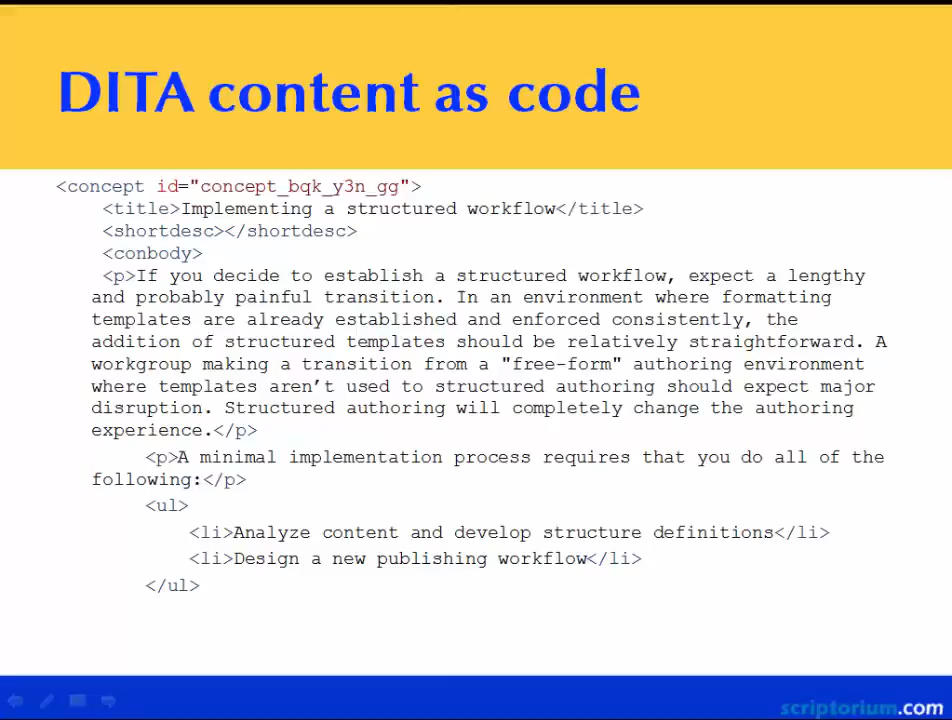 DITA content as code
<concept id="concept_bqk_y3n_gg">
<title>Implementing a structured workflow</title>
<shortdesc></shortdesc>
<conbody>
<p>If you decide to establish a structured workflow, expect a lengthy
and probably painful transition. In an environment where formatting
templates are already established and enforced consistently, the
addition of structured templates should be relatively straightforward. A
workgroup making a transition from a "free-form" authoring environment
where templates aren’t used to structured authoring should expect major
disruption. Structured authoring will completely change the authoring
experience.</p>
<p>A minimal implementation process requires that you do all of the
following:</p>
<ul>
<li>Analyze content and develop structure definitions</li>
<li>Design a new publishing workflow</li>
</ul>
scriptorium.com